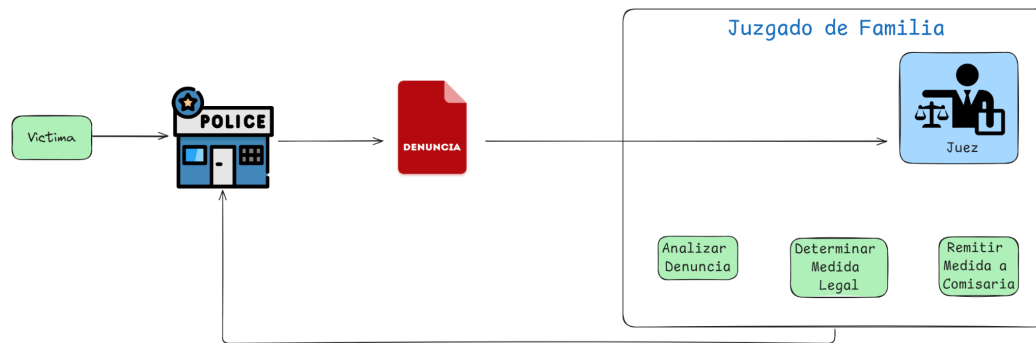 Juzgado de Familia
Victima
POLICE
DENUNCIA
Juez
Analizar
Denuncia
Determinar
Medida
Legal
Remitir
Medida a
Comisaria